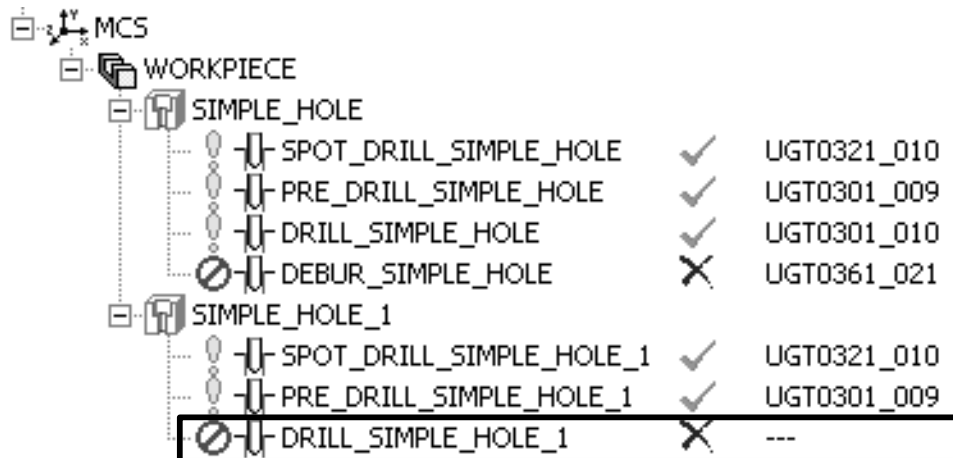 MCS
WORKPIECE
SIMPLE_HOLE
SPOT_DRILL_SIMPLE_HOLE UGT0321_010
PRE_DRILL_SIMPLE_HOLE UGT0301_009
DRILL_SIMPLE_HOLE UGT0301_010
DEBUR_SIMPLE_HOLE UGT0361_021
SIMPLE_HOLE_1
SPOT_DRILL_SIMPLE_HOLE_1 UGT0321_010
PRE_DRILL_SIMPLE_HOLE_1 UGT0301_009
DRILL_SIMPLE_HOLE_1 ---